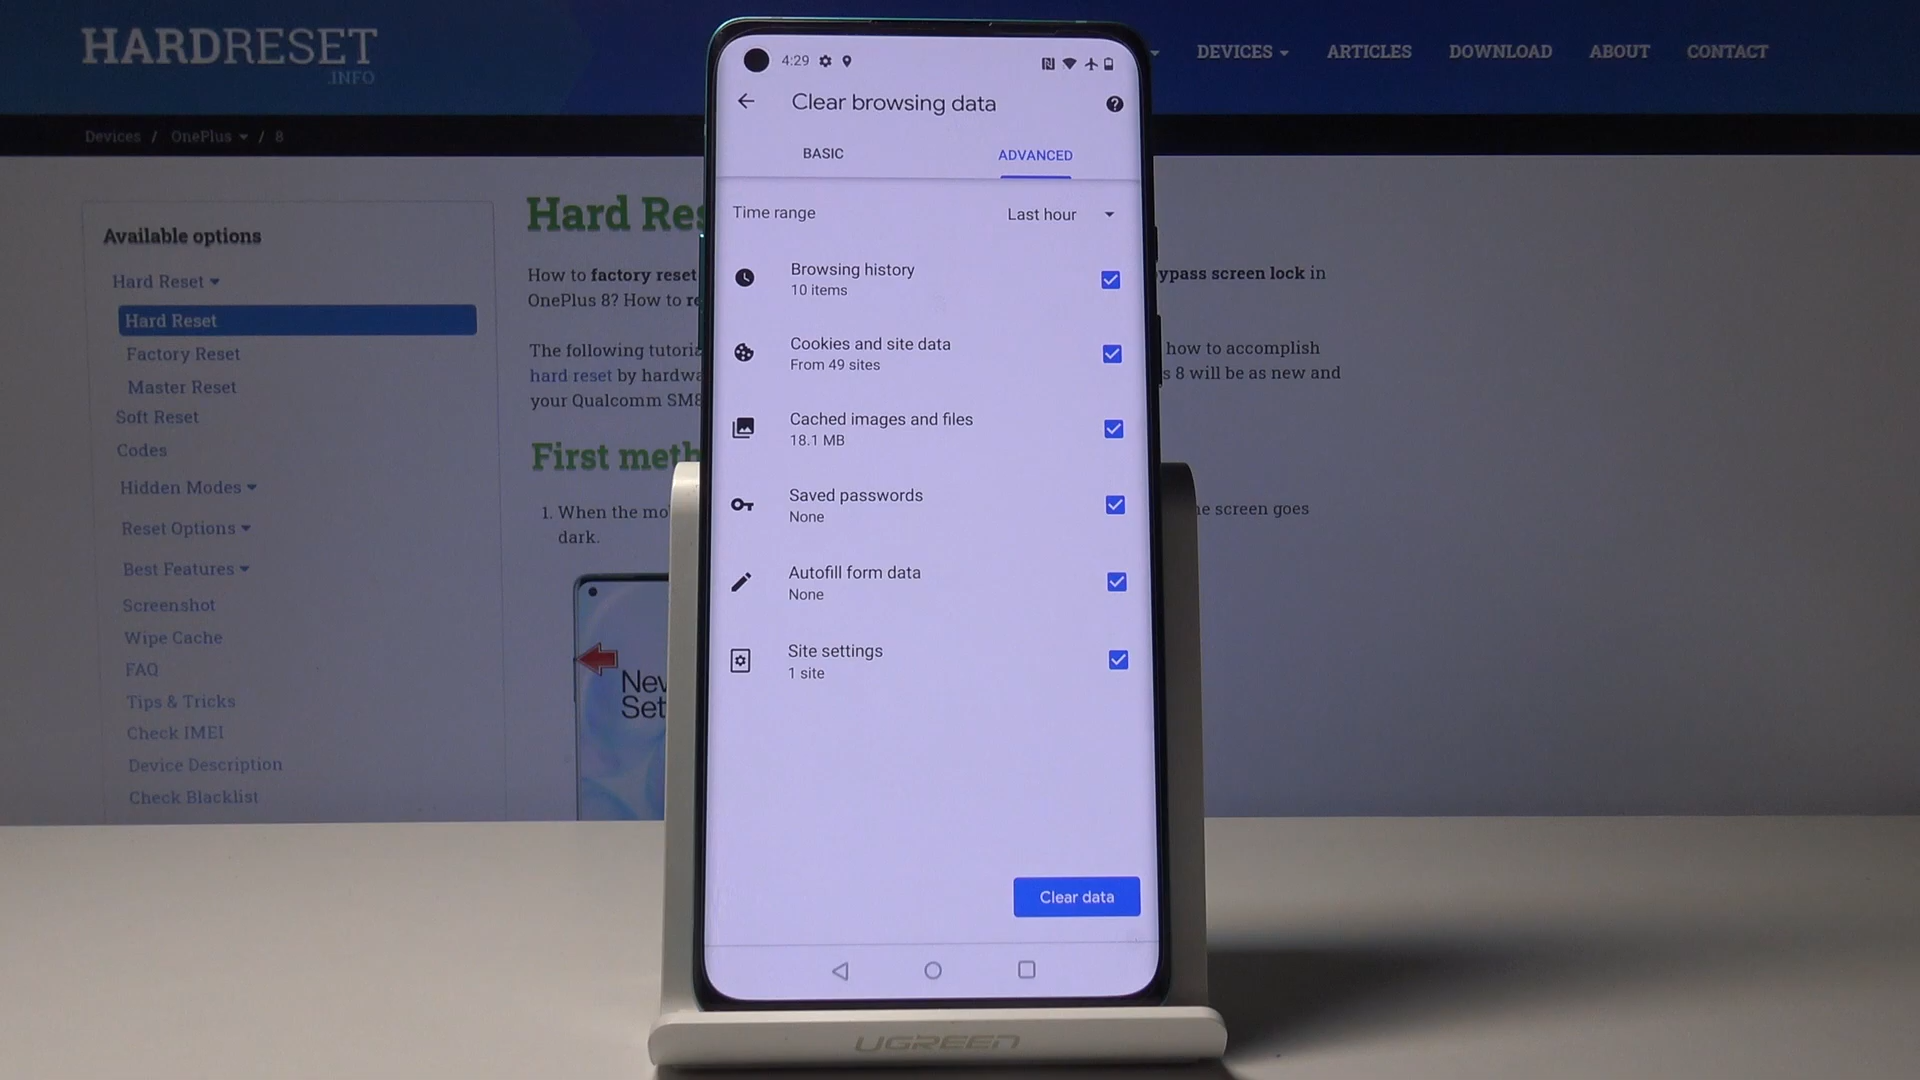 HARDRESET
.INFO
DEVICES
ARTICLES
DOWNLOAD
ABOUT
CONTACT
Devices / OnePlus / 8
Available options
Hard Reset
Hard Reset
Factory Reset
Master Reset
Soft Reset
Codes
Hidden Modes
Reset Options
Best Features
Screenshot
Wipe Cache
FAQ
Tips & Tricks
Check IMEI
Device Description
Check Blacklist
Hard Res
How to factory reset
ypass screen lock in
OnePlus 8? How to re
The following tutoria
how to accomplish
hard reset by hardwa
s 8 will be as new and
your Qualcomm SM8
First meth
1. When the mo
e screen goes
dark.
New
Set
4:29
Clear browsing data
BASIC
ADVANCED
Time range
Last hour
Browsing history
10 items
Cookies and site data
From 49 sites
Cached images and files
18.1 MB
Saved passwords
None
Autofill form data
None
Site settings
1 site
Clear data
UGREEN